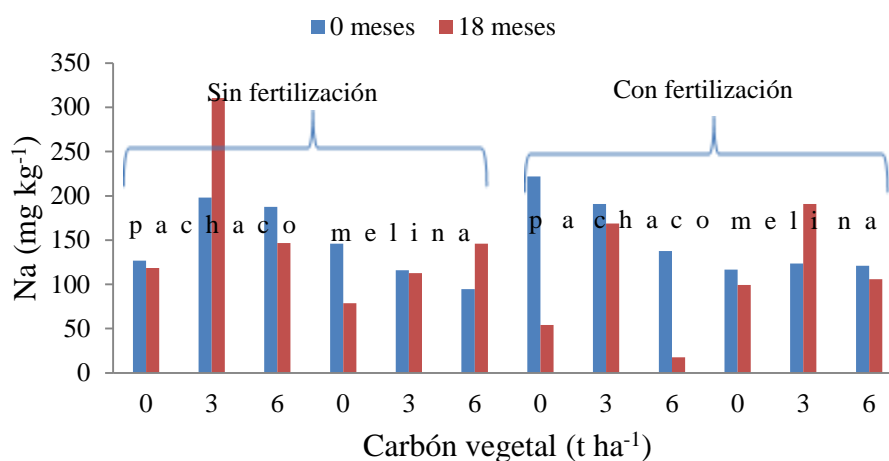 0 meses 18 meses
350
300
250
200
150
100
50
0
Na (mg kg-1)
Sin fertilización
Con fertilización
p a c h a c o
m e l i n a
p a c h a c o
m e l i n a
0 3 6 0 3 6 0 3 6 0 3 6
Carbón vegetal (t ha-1)